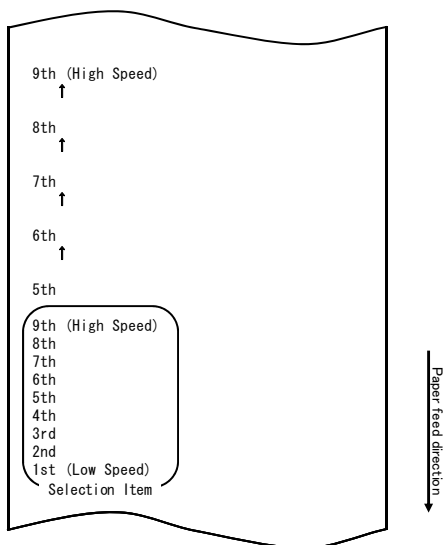 9th (High Speed)
↑
8th
↑
7th
↑
6th
↑
5th
9th (High Speed)
8th
7th
6th
5th
4th
3rd
2nd
1st (Low Speed)
Selection Item
Paper feed direction